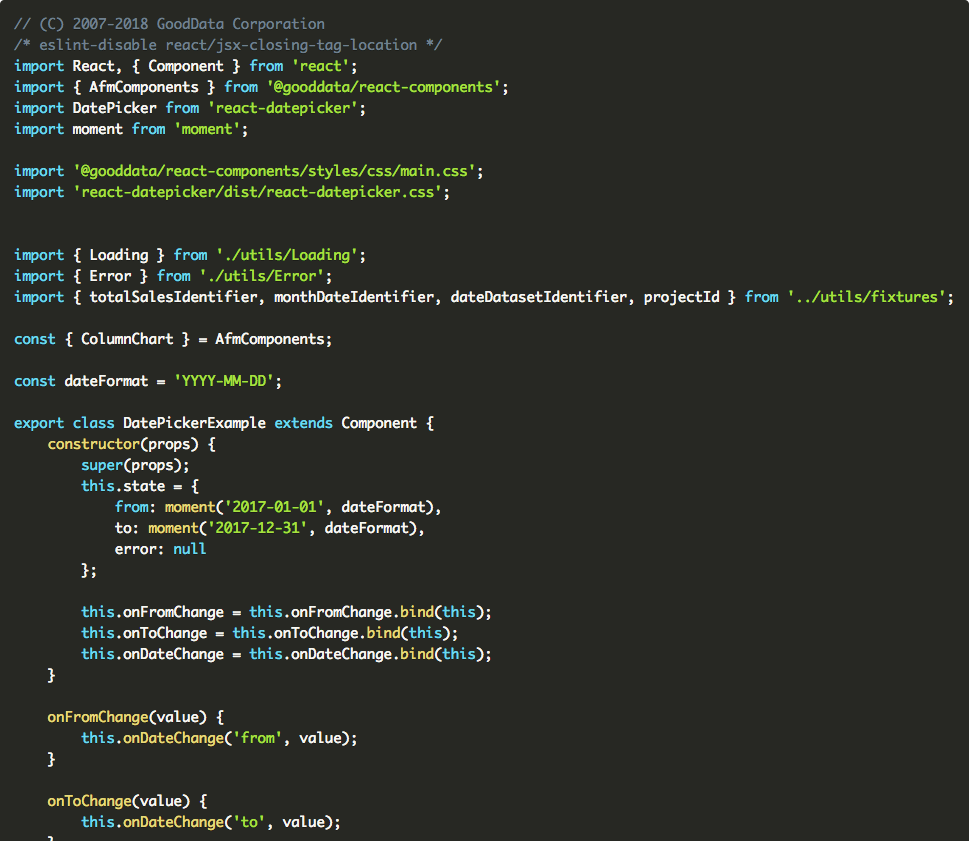 // (C) 2007-2018 GoodData Corporation
/* eslint-disable react/jsx-closing-tag-location */
import React, { Component } from 'react';
import { AfmComponents } from '@gooddata/react-components';
import DatePicker from 'react-datepicker';
import moment from 'moment';

import '@gooddata/react-components/styles/css/main.css';
import 'react-datepicker/dist/react-datepicker.css';


import { Loading } from './utils/Loading';
import { Error } from './utils/Error';
import { totalSalesIdentifier, monthDateIdentifier, dateDatasetIdentifier, projectId } from '../utils/fixtures';

const { ColumnChart } = AfmComponents;

const dateFormat = 'YYYY-MM-DD';

export class DatePickerExample extends Component {
    constructor(props) {
        super(props);
        this.state = {
            from: moment('2017-01-01', dateFormat),
            to: moment('2017-12-31', dateFormat),
            error: null
        };

        this.onFromChange = this.onFromChange.bind(this);
        this.onToChange = this.onToChange.bind(this);
        this.onDateChange = this.onDateChange.bind(this);
    }

    onFromChange(value) {
        this.onDateChange('from', value);
    }

    onToChange(value) {
        this.onDateChange('to', value);
    }